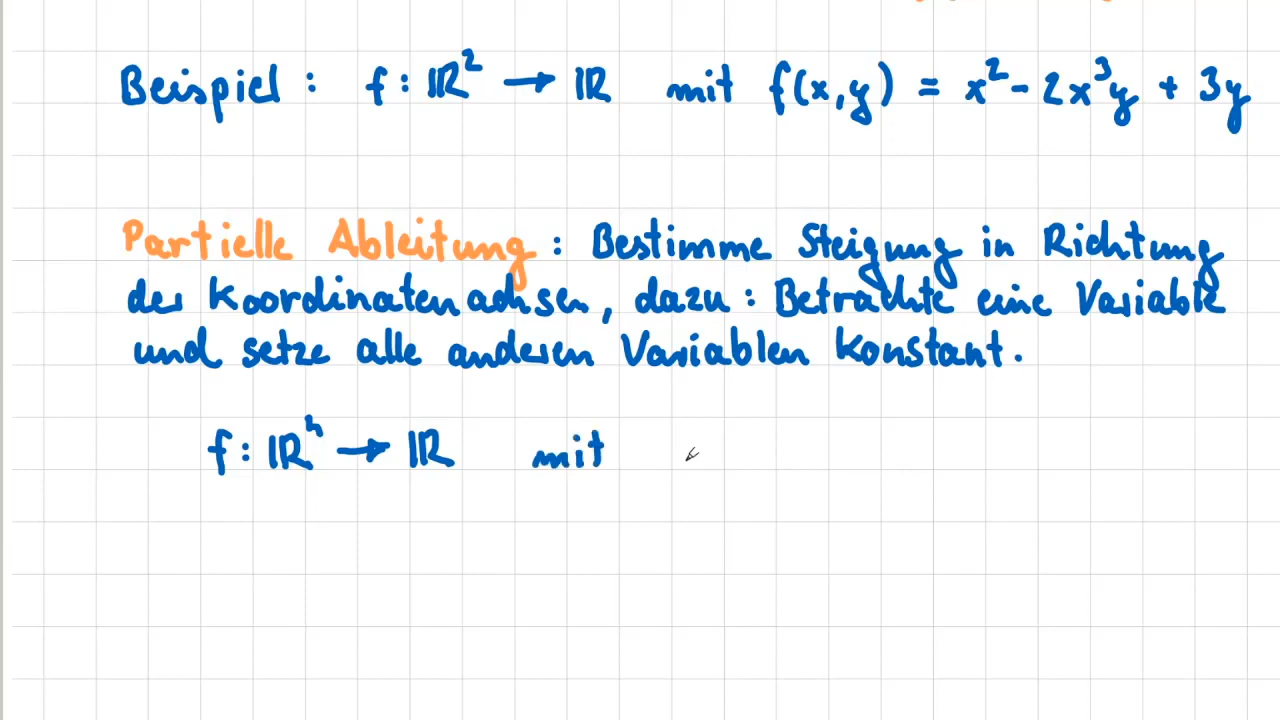 Beispiel: f: ℝ² → ℝ mit f(x,y) = x² - 2x³y + 3y
Partielle Ableitung: Bestimme Steigung in Richtung
der Koordinatenachsen, dazu: Betrachte eine Variable
und setze alle anderen Variablen konstant.
f: ℝⁿ → ℝ mit